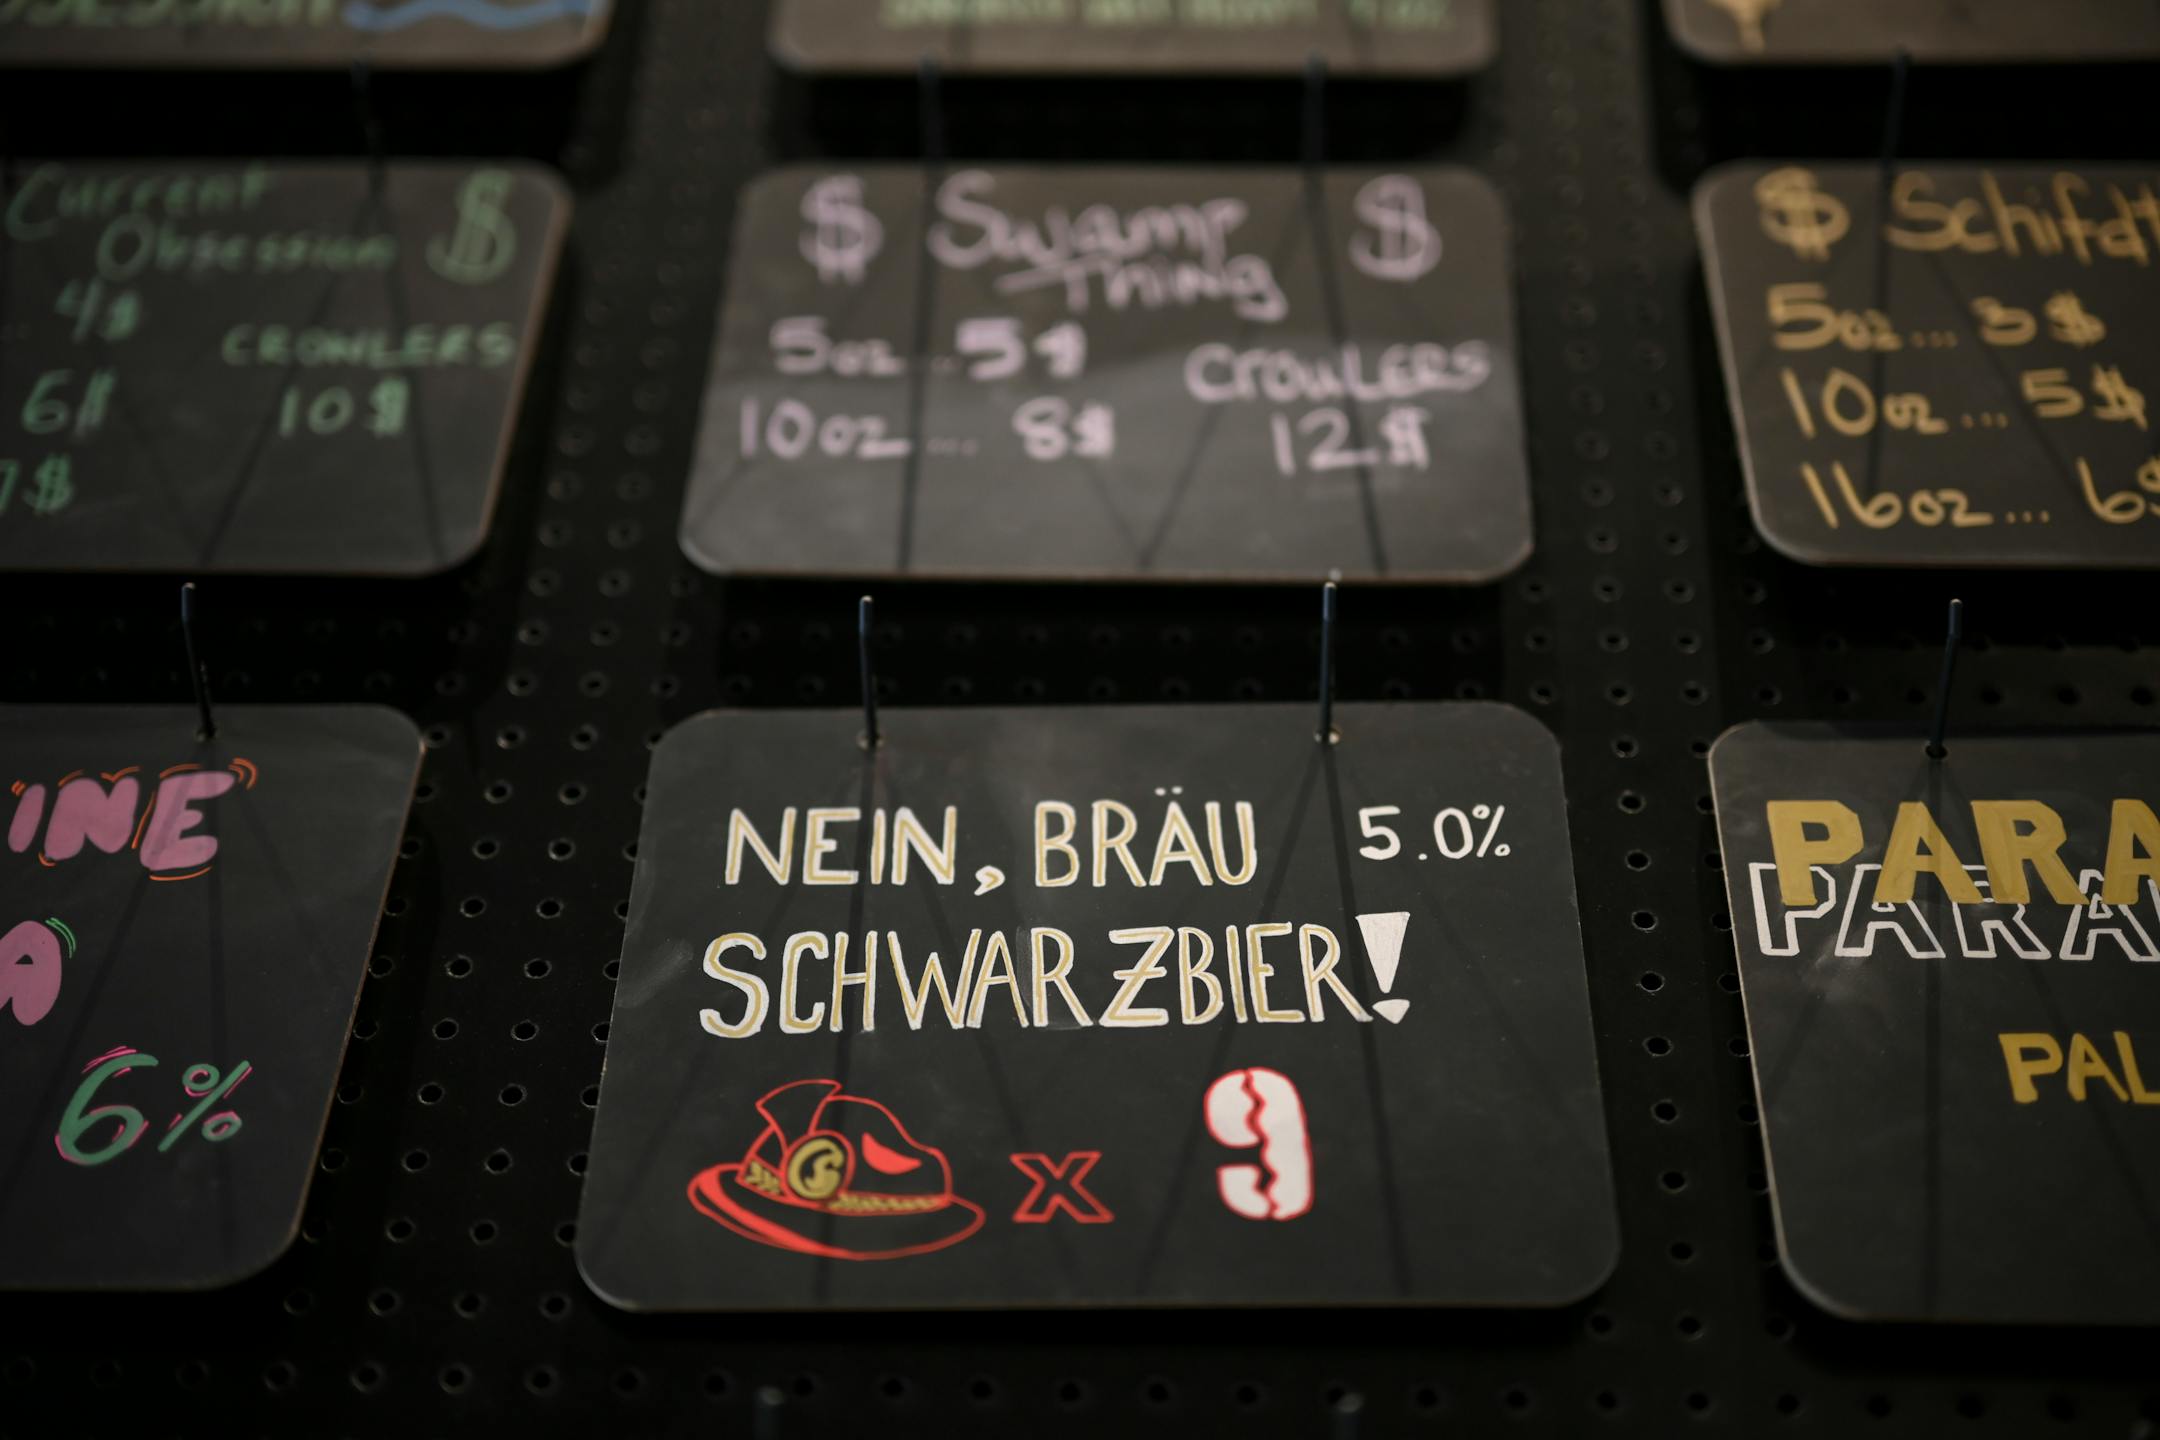 Current
Obsession $
4$
CROWLERS
6$
10$
7$
$ Swamp $
Thing
5oz...5$
CROWLERS
10oz... 8$
12$
$ Schifdt
5oz... 3$
10oz... 5$
16oz... 6$
INE
A
6%
NEIN, BRÄU 5.0%
SCHWARZBIER!
x 9
PARA
PARA
PAL